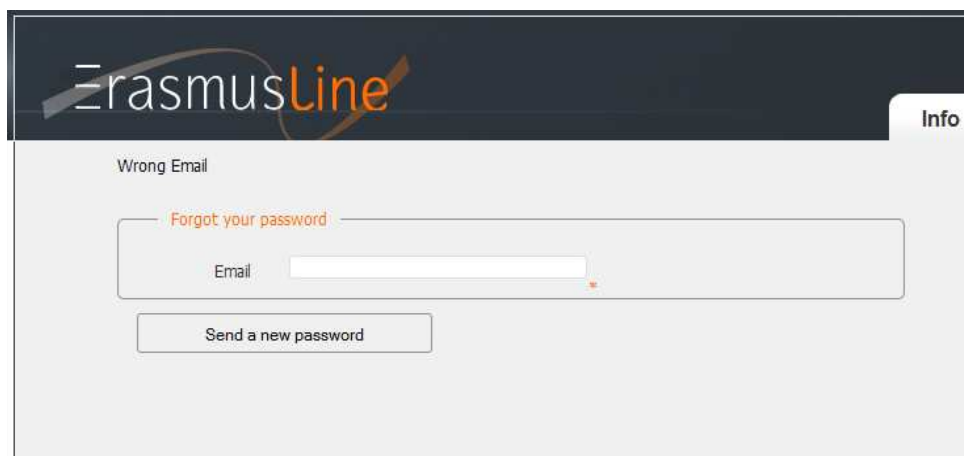 ErasmusLine
Info
Wrong Email
Forgot your password
Email
*
Send a new password